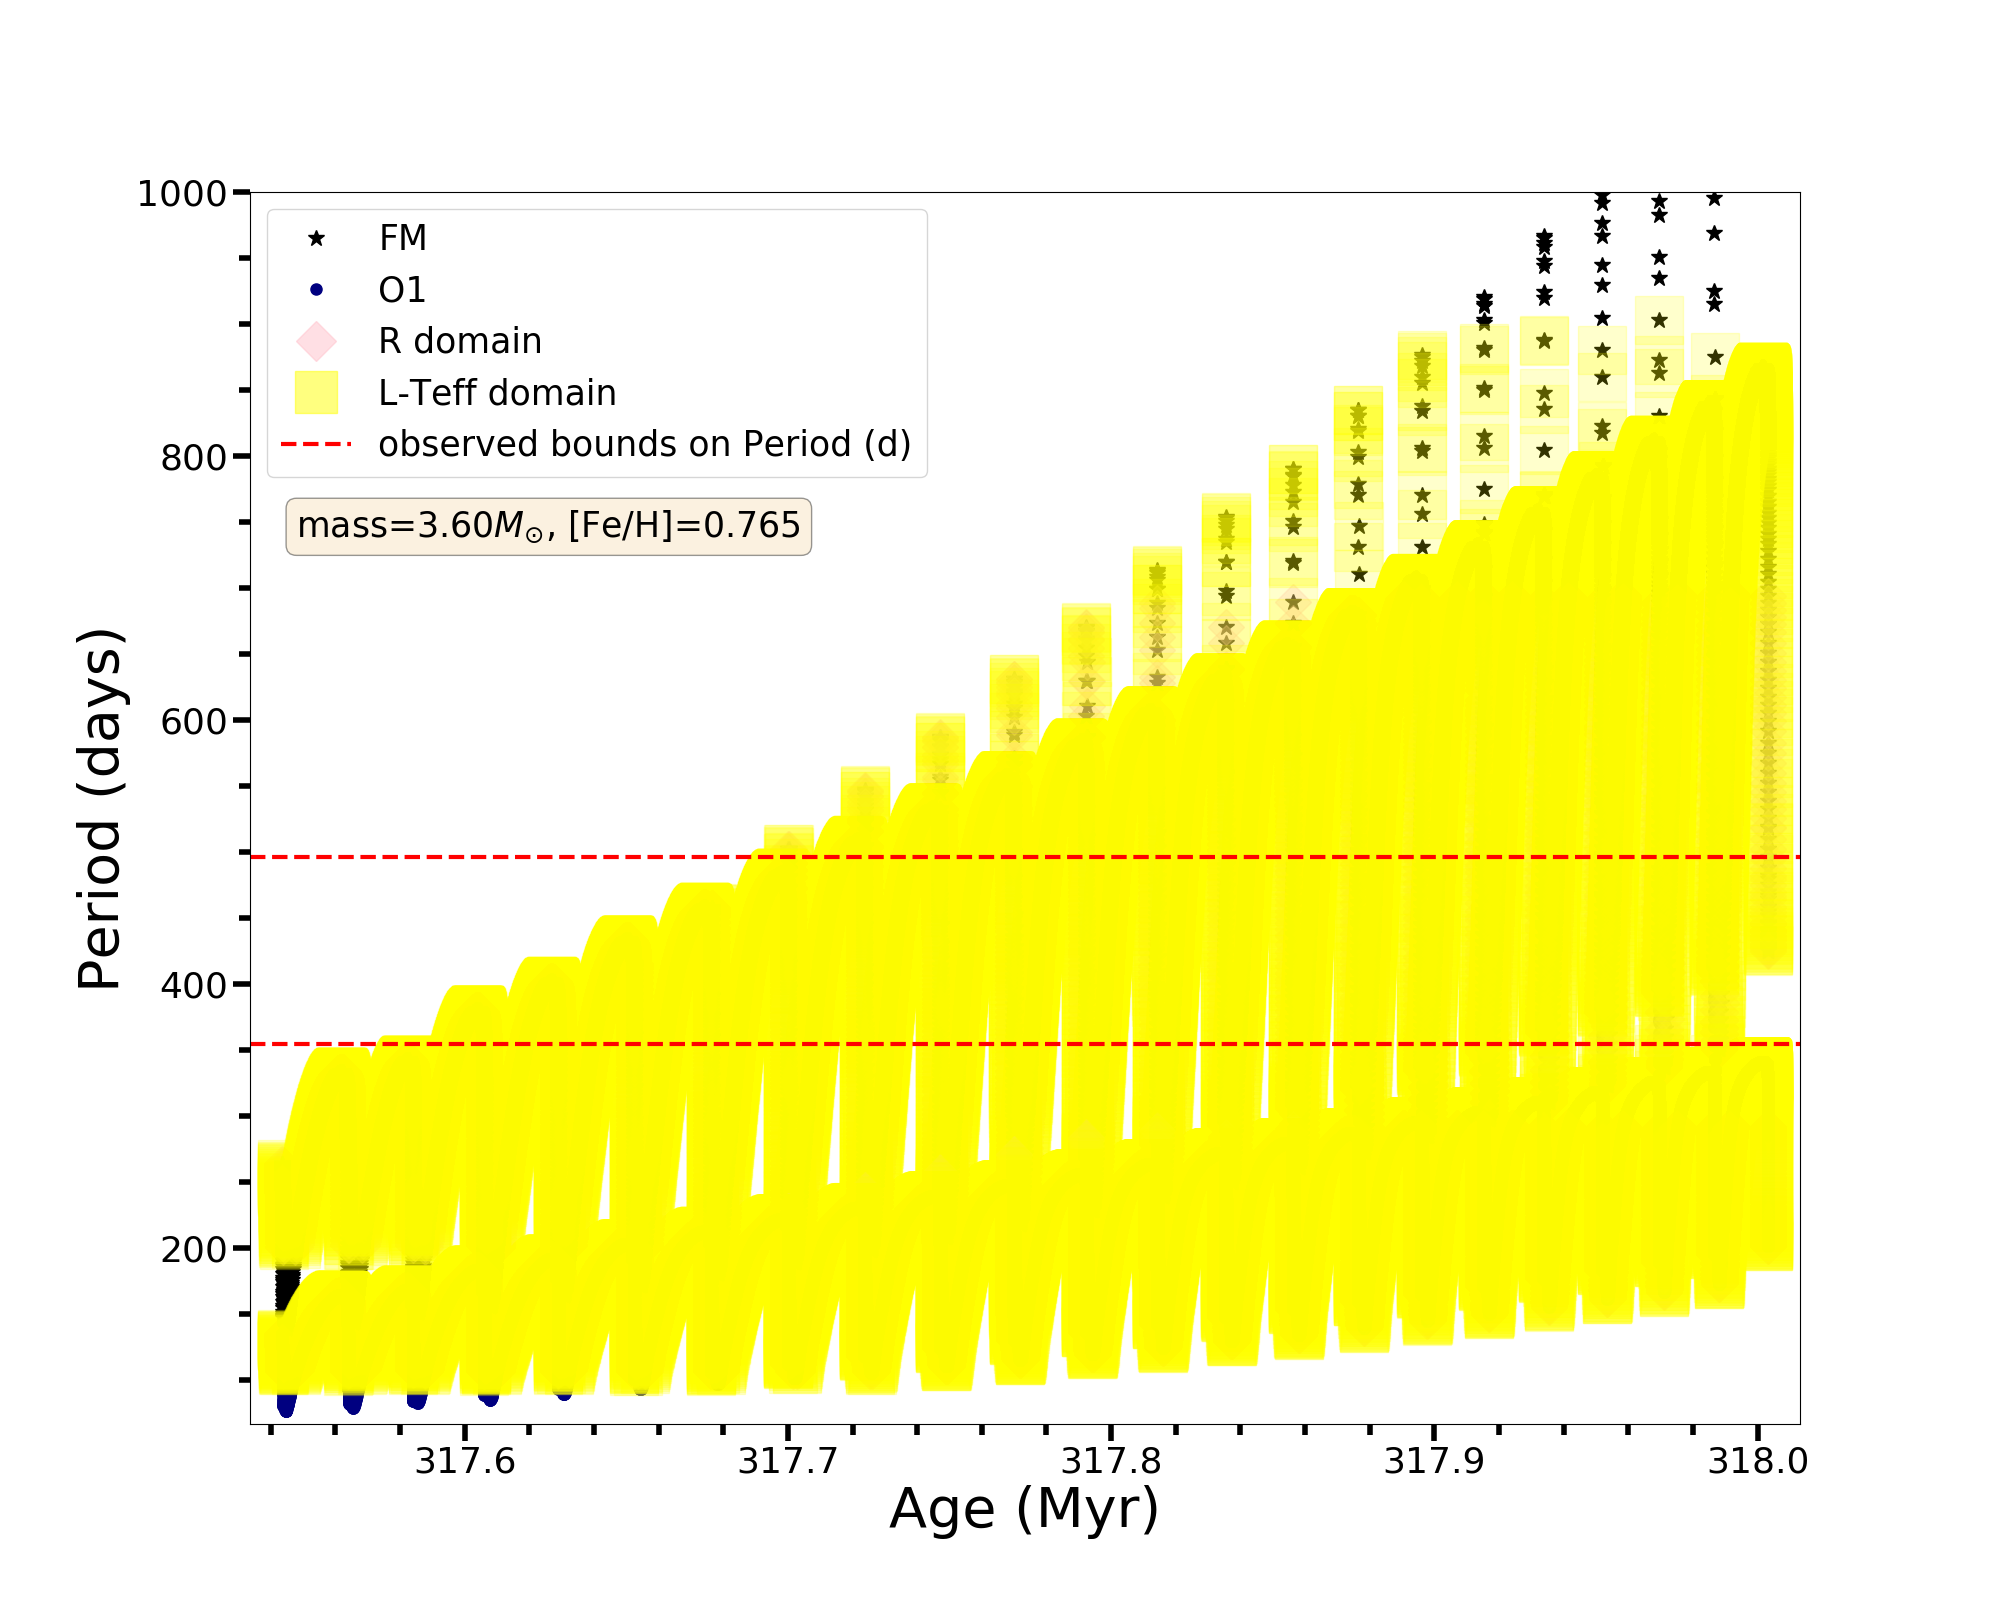 1000
800
600
400
200
Period (days)
FM
O1
R domain
L-Teff domain
observed bounds on Period (d)
mass=3.60M⊙, [Fe/H]=0.765
317.6 317.7 317.8 317.9 318.0
Age (Myr)